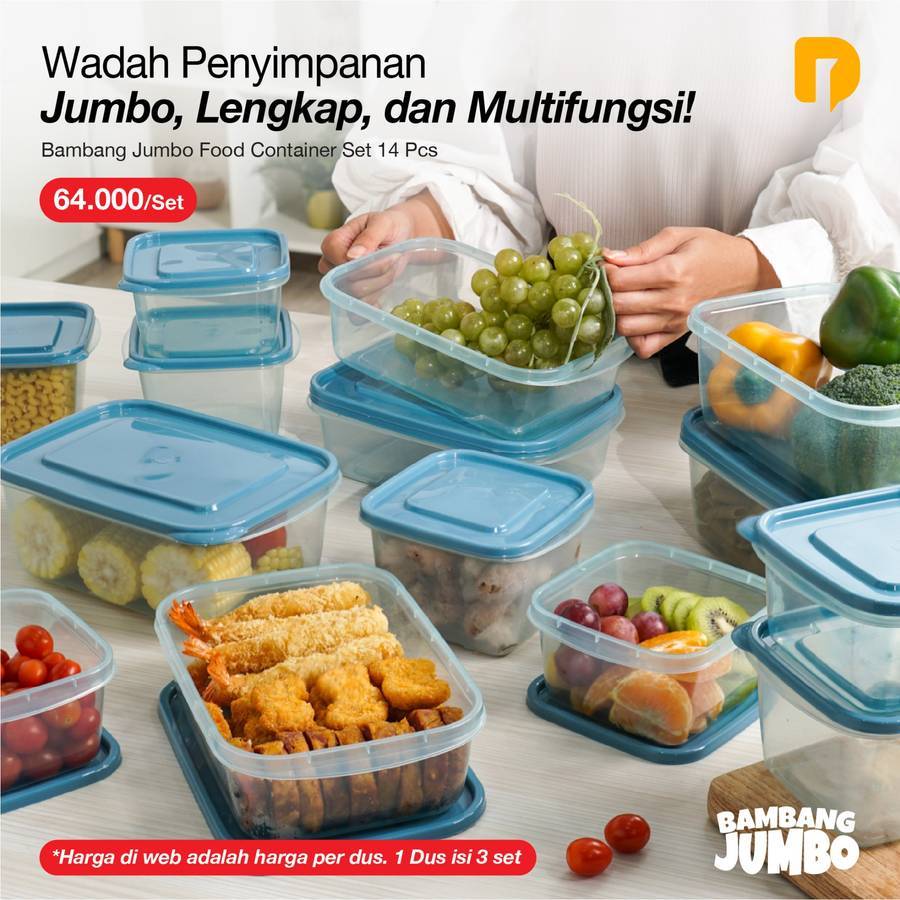 Wadah Penyimpanan
Jumbo, Lengkap, dan Multifungsi!
Bambang Jumbo Food Container Set 14 Pcs
64.000/Set
*Harga di web adalah harga per dus. 1 Dus isi 3 set
BAMBANG
JUMBO